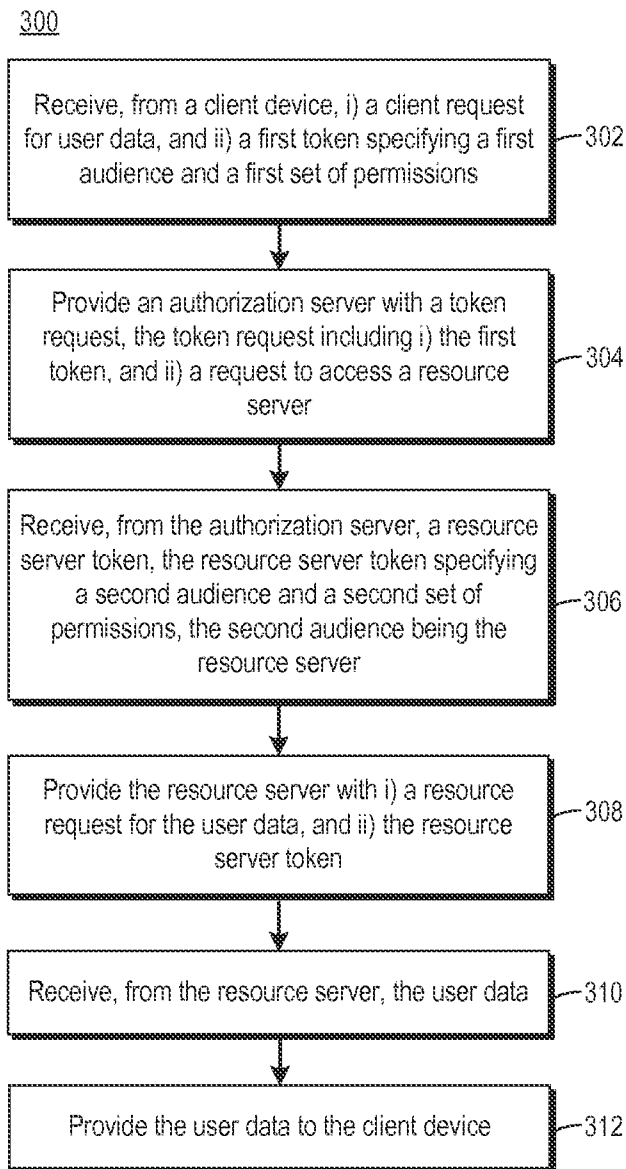 300
Receive, from a client device, i) a client request
for user data, and ii) a first token specifying a first
audience and a first set of permissions
302
Provide an authorization server with a token
request, the token request including i) the first
token, and ii) a request to access a resource
server
304
Receive, from the authorization server, a resource
server token, the resource server token specifying
a second audience and a second set of
permissions, the second audience being the
resource server
306
Provide the resource server with i) a resource
request for the user data, and ii) the resource
server token
308
Receive, from the resource server, the user data
310
Provide the user data to the client device
312